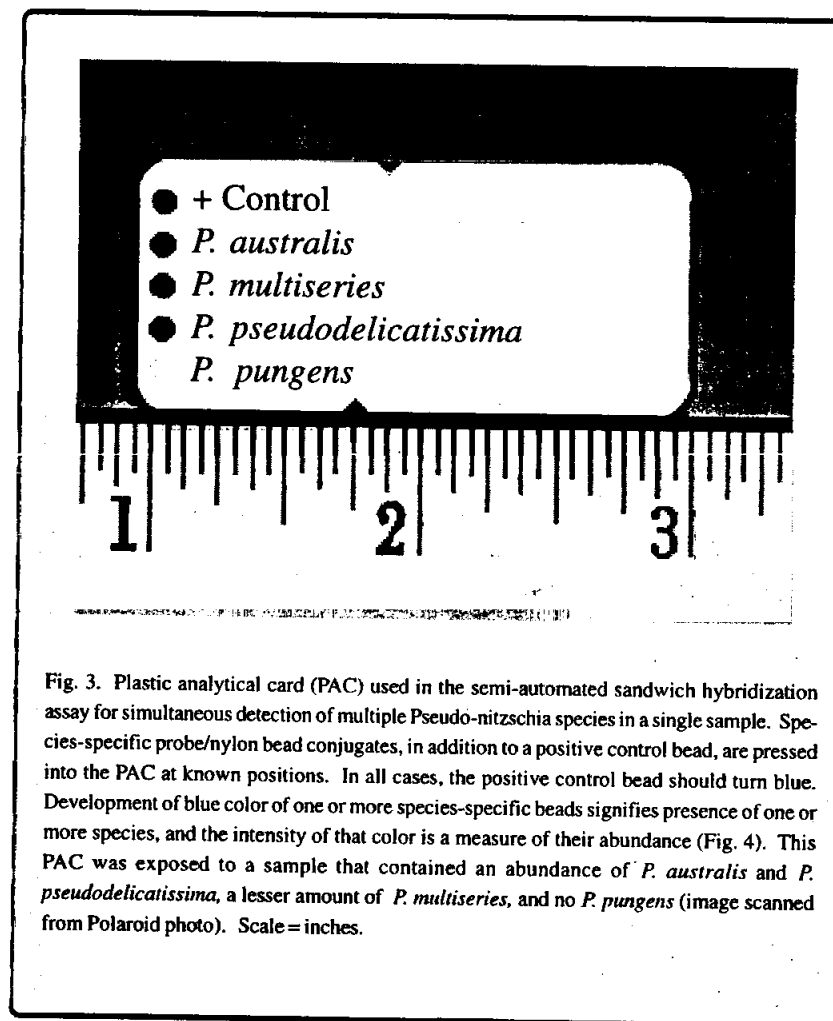 + Control
P. australis
P. multiseries
P. pseudodelicatissima
P. pungens
1 2 3
Fig. 3. Plastic analytical card (PAC) used in the semi-automated sandwich hybridization
assay for simultaneous detection of multiple Pseudo-nitzschia species in a single sample. Spe-
cies-specific probe/nylon bead conjugates, in addition to a positive control bead, are pressed
into the PAC at known positions. In all cases, the positive control bead should turn blue.
Development of blue color of one or more species-specific beads signifies presence of one or
more species, and the intensity of that color is a measure of their abundance (Fig. 4). This
PAC was exposed to a sample that contained an abundance of P. australis and P.
pseudodelicatissima, a lesser amount of P. multiseries, and no P. pungens (image scanned
from Polaroid photo). Scale = inches.